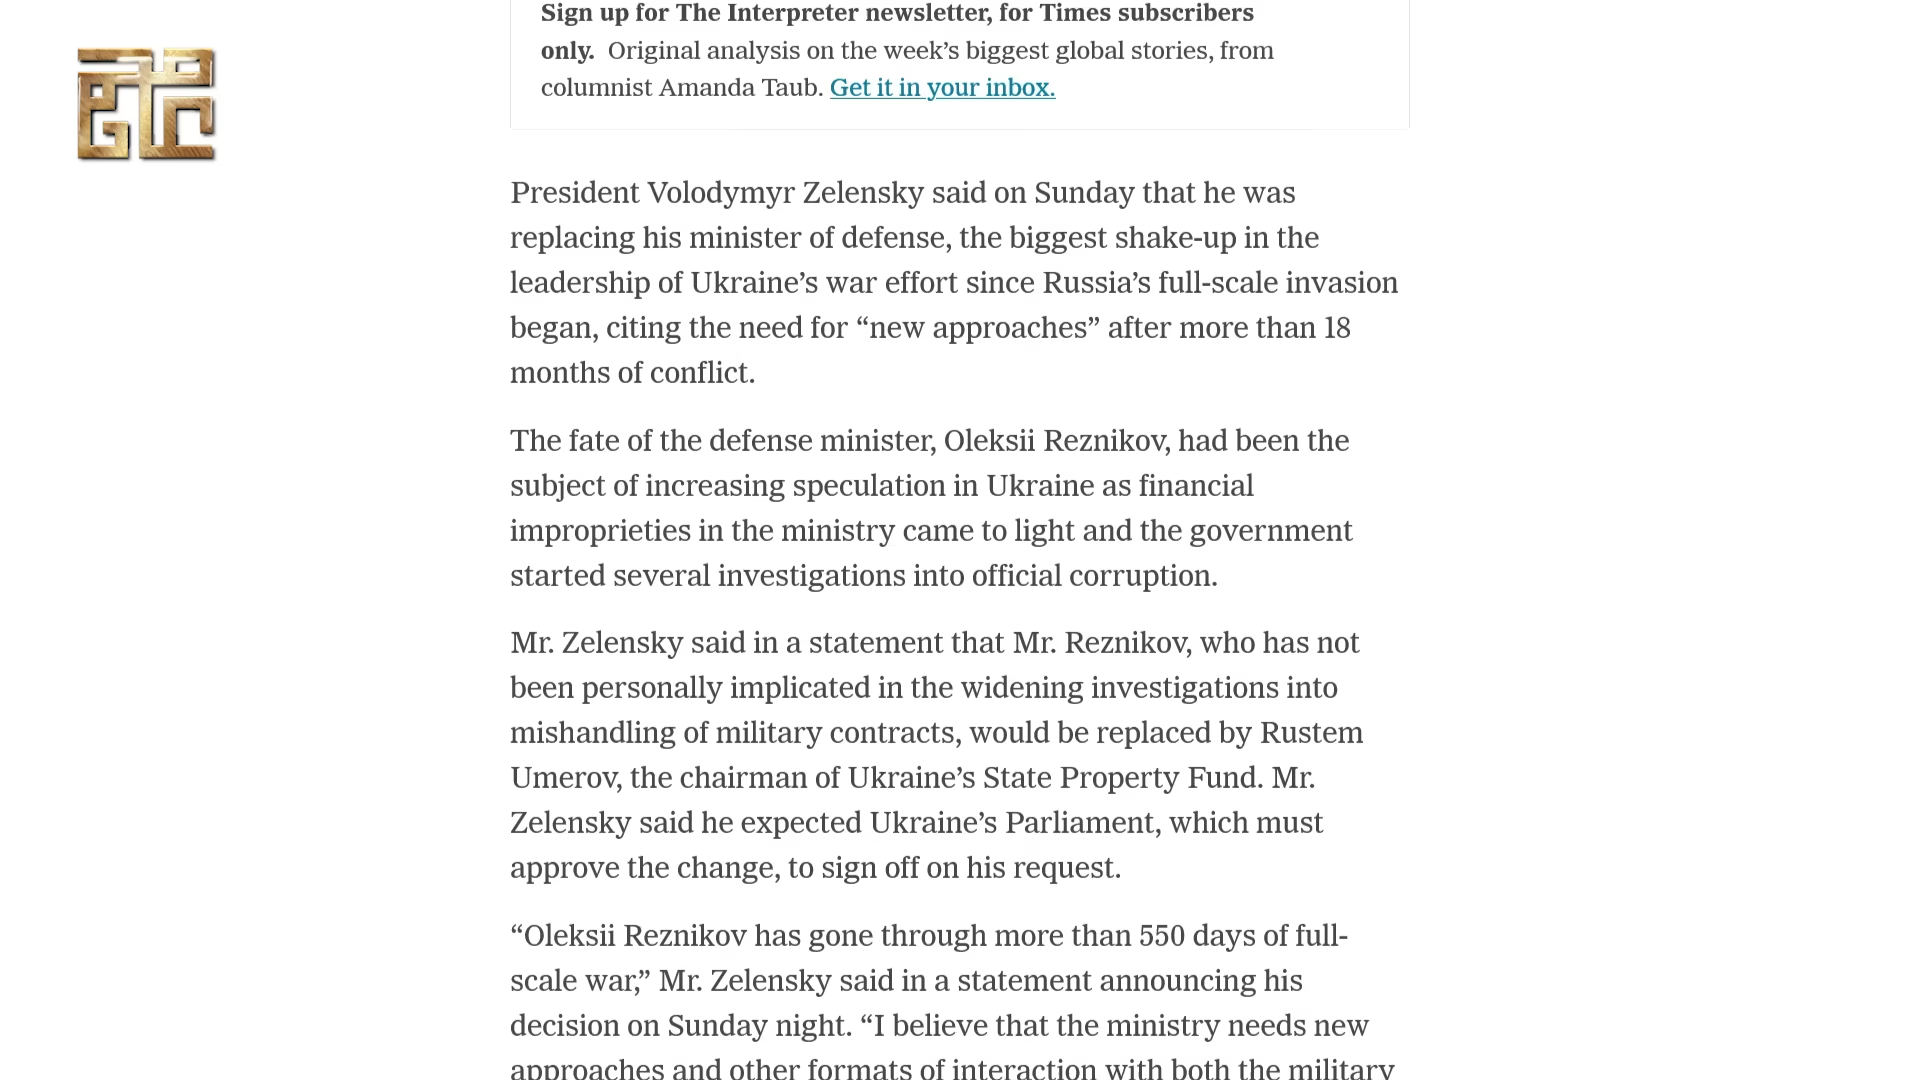 Sign up for The Interpreter newsletter, for Times subscribers
only.  Original analysis on the week’s biggest global stories, from
columnist Amanda Taub. Get it in your inbox.
President Volodymyr Zelensky said on Sunday that he was
replacing his minister of defense, the biggest shake-up in the
leadership of Ukraine’s war effort since Russia’s full-scale invasion
began, citing the need for “new approaches” after more than 18
months of conflict.
The fate of the defense minister, Oleksii Reznikov, had been the
subject of increasing speculation in Ukraine as financial
improprieties in the ministry came to light and the government
started several investigations into official corruption.
Mr. Zelensky said in a statement that Mr. Reznikov, who has not
been personally implicated in the widening investigations into
mishandling of military contracts, would be replaced by Rustem
Umerov, the chairman of Ukraine’s State Property Fund. Mr.
Zelensky said he expected Ukraine’s Parliament, which must
approve the change, to sign off on his request.
“Oleksii Reznikov has gone through more than 550 days of full-
scale war,” Mr. Zelensky said in a statement announcing his
decision on Sunday night. “I believe that the ministry needs new
approaches and other formats of interaction with both the military